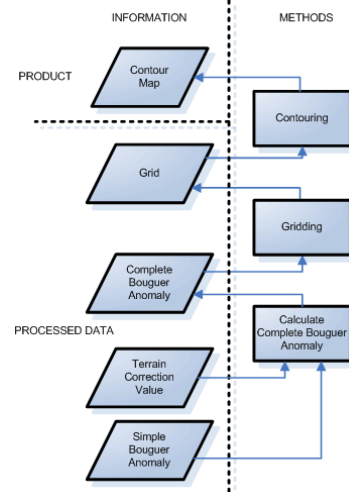 INFORMATION
METHODS
PRODUCT
Contour
Map
Contouring
Grid
Gridding
Complete
Bouguer
Anomaly
Calculate
Complete Bouguer
Anomaly
PROCESSED DATA
Terrain
Correction
Value
Simple
Bouguer
Anomaly